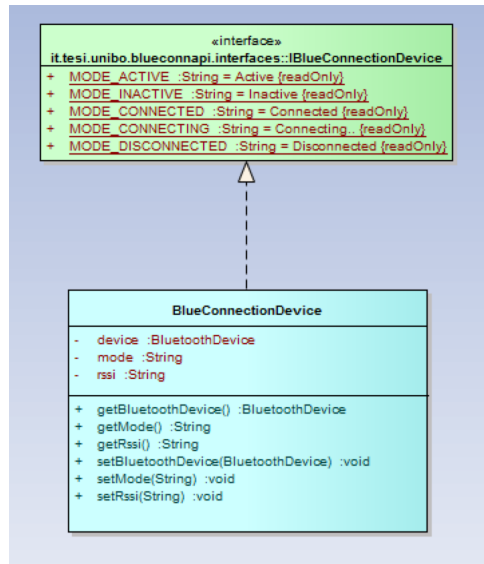 «interface»
it.tesi.unibo.blueconnapi.interfaces::IBlueConnectionDevice
+ MODE_ACTIVE :String = Active {readOnly}
+ MODE_INACTIVE :String = Inactive {readOnly}
+ MODE_CONNECTED :String = Connected {readOnly}
+ MODE_CONNECTING :String = Connecting.. {readOnly}
+ MODE_DISCONNECTED :String = Disconnected {readOnly}
BlueConnectionDevice
- device :BluetoothDevice
- mode :String
- rssi :String
+ getBluetoothDevice() :BluetoothDevice
+ getMode() :String
+ getRssi() :String
+ setBluetoothDevice(BluetoothDevice) :void
+ setMode(String) :void
+ setRssi(String) :void